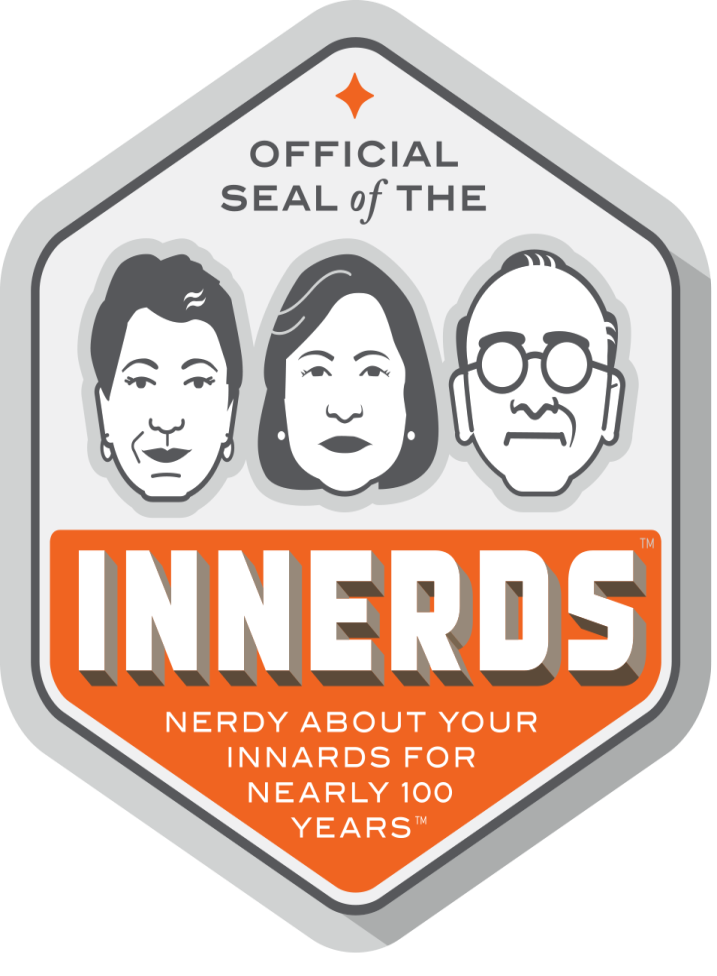 OFFICIAL
SEAL of THE
INNERDS™
NERDY ABOUT YOUR
INNARDS FOR
NEARLY 100
YEARS™